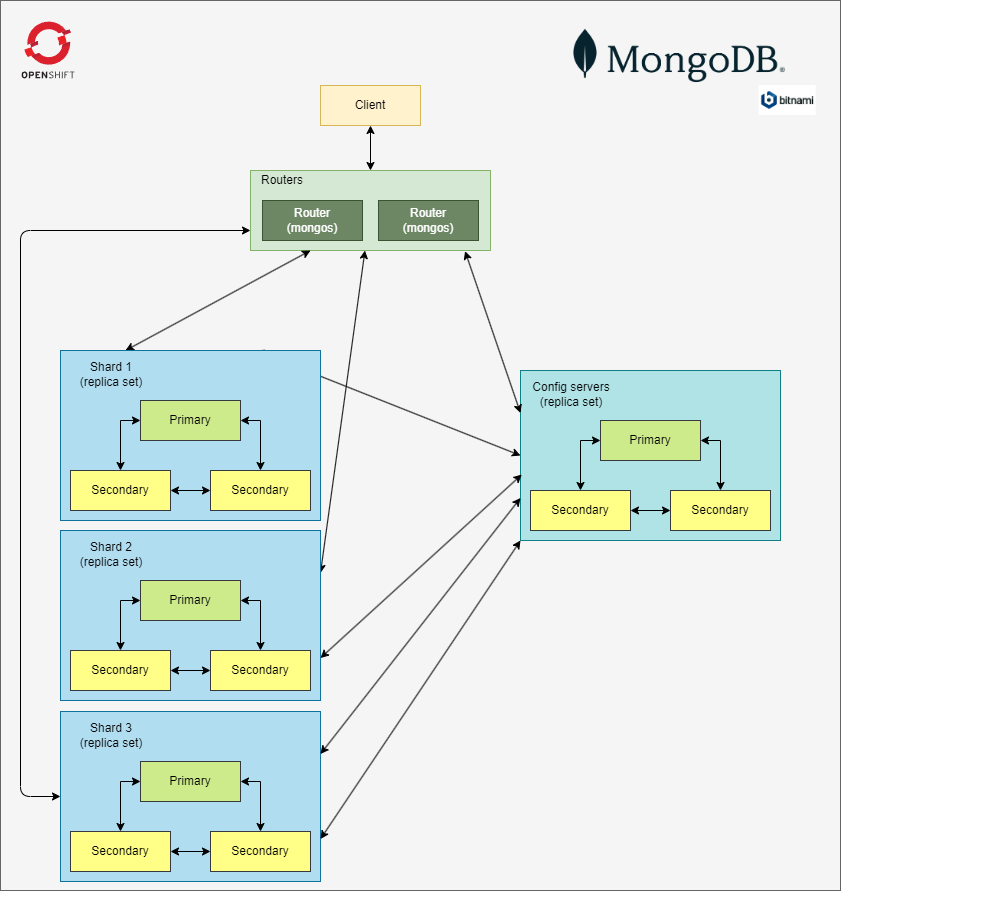 OPENSHIFT
MongoDB®
bitnami
Client
Routers
Router
(mongos)
Router
(mongos)
Shard 1
(replica set)
Primary
Secondary
Secondary
Config servers
(replica set)
Primary
Secondary
Secondary
Shard 2
(replica set)
Primary
Secondary
Secondary
Shard 3
(replica set)
Primary
Secondary
Secondary